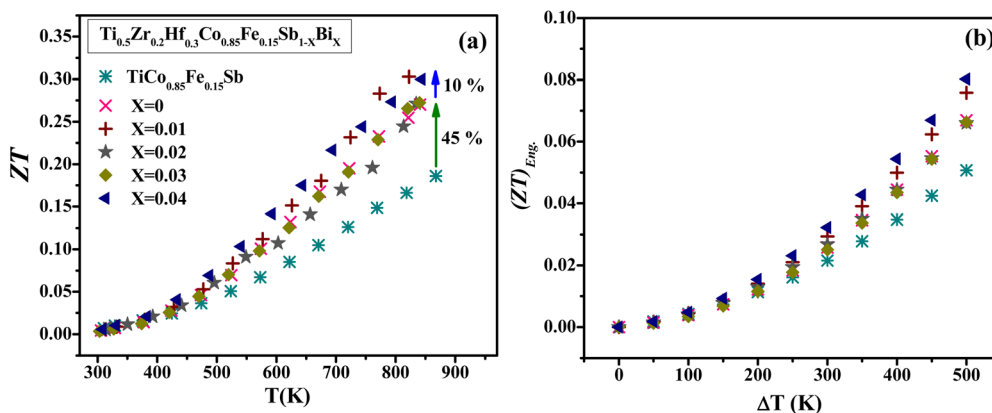 Ti0.5Zr0.2Hf0.3Co0.85Fe0.15Sb1-XBiX
(a)
TiCo0.85Fe0.15Sb
X=0
X=0.01
X=0.02
X=0.03
X=0.04
10 %
45 %
ZT
0.35
0.30
0.25
0.20
0.15
0.10
0.05
0.00
300 400 500 600 700 800 900
T(K)
(b)
(ZT)Eng.
0.10
0.08
0.06
0.04
0.02
0.00
0 100 200 300 400 500
ΔT (K)